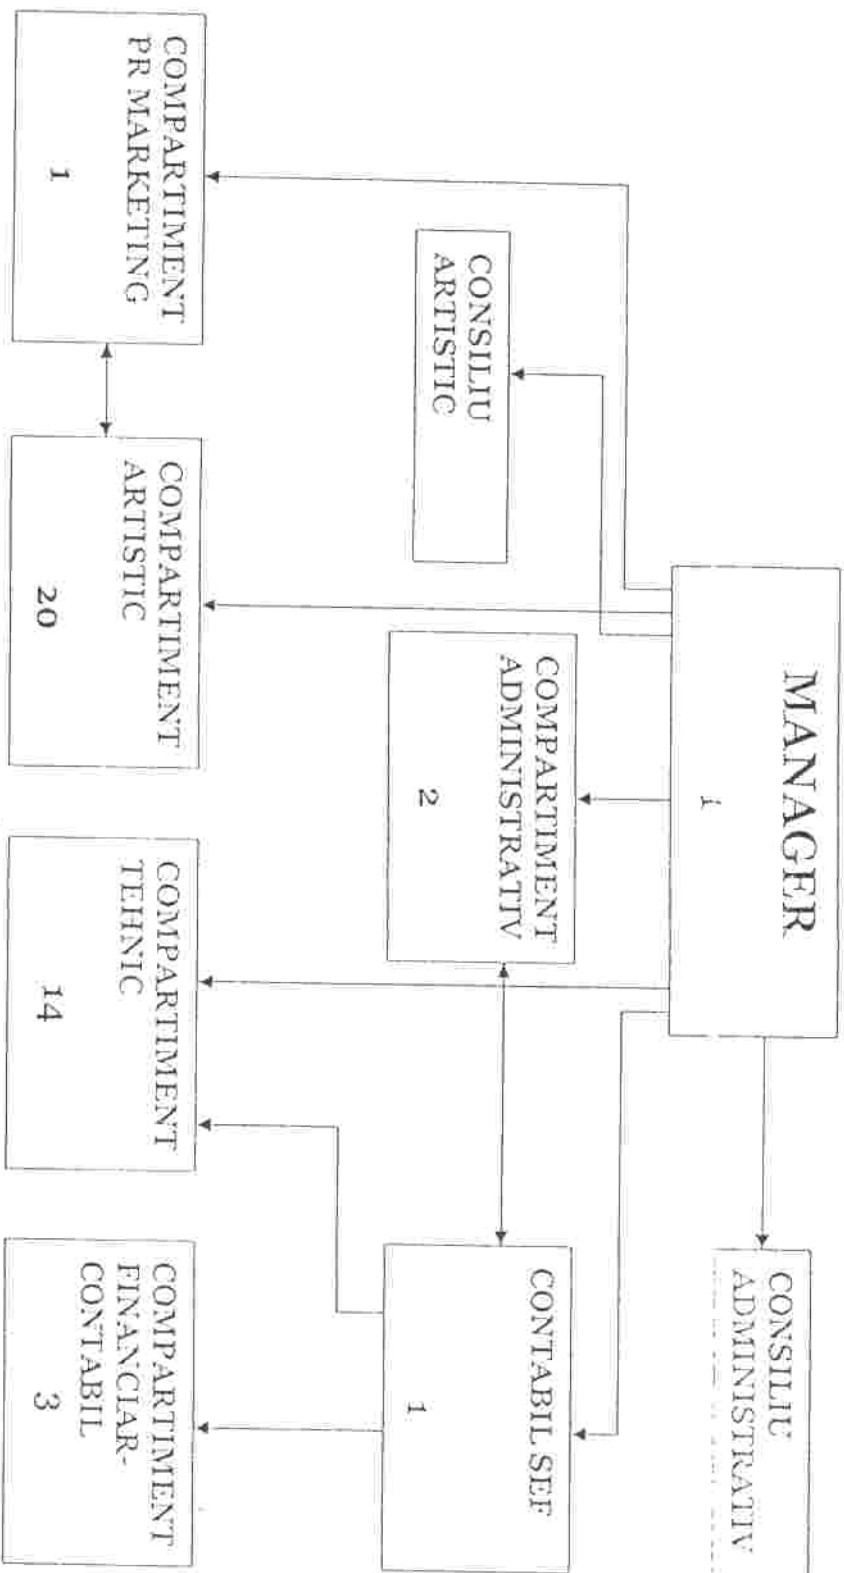 MANAGER
1
CONSILIU
ADMINISTRATIV
CONSILIU
ARTISTIC
COMPARTIMENT
ADMINISTRATIV
2
CONTABIL SEF
1
COMPARTIMENT
PR MARKETING
1
COMPARTIMENT
ARTISTIC
20
COMPARTIMENT
TEHNIC
14
COMPARTIMENT
FINANCIAR-
CONTABIL
3